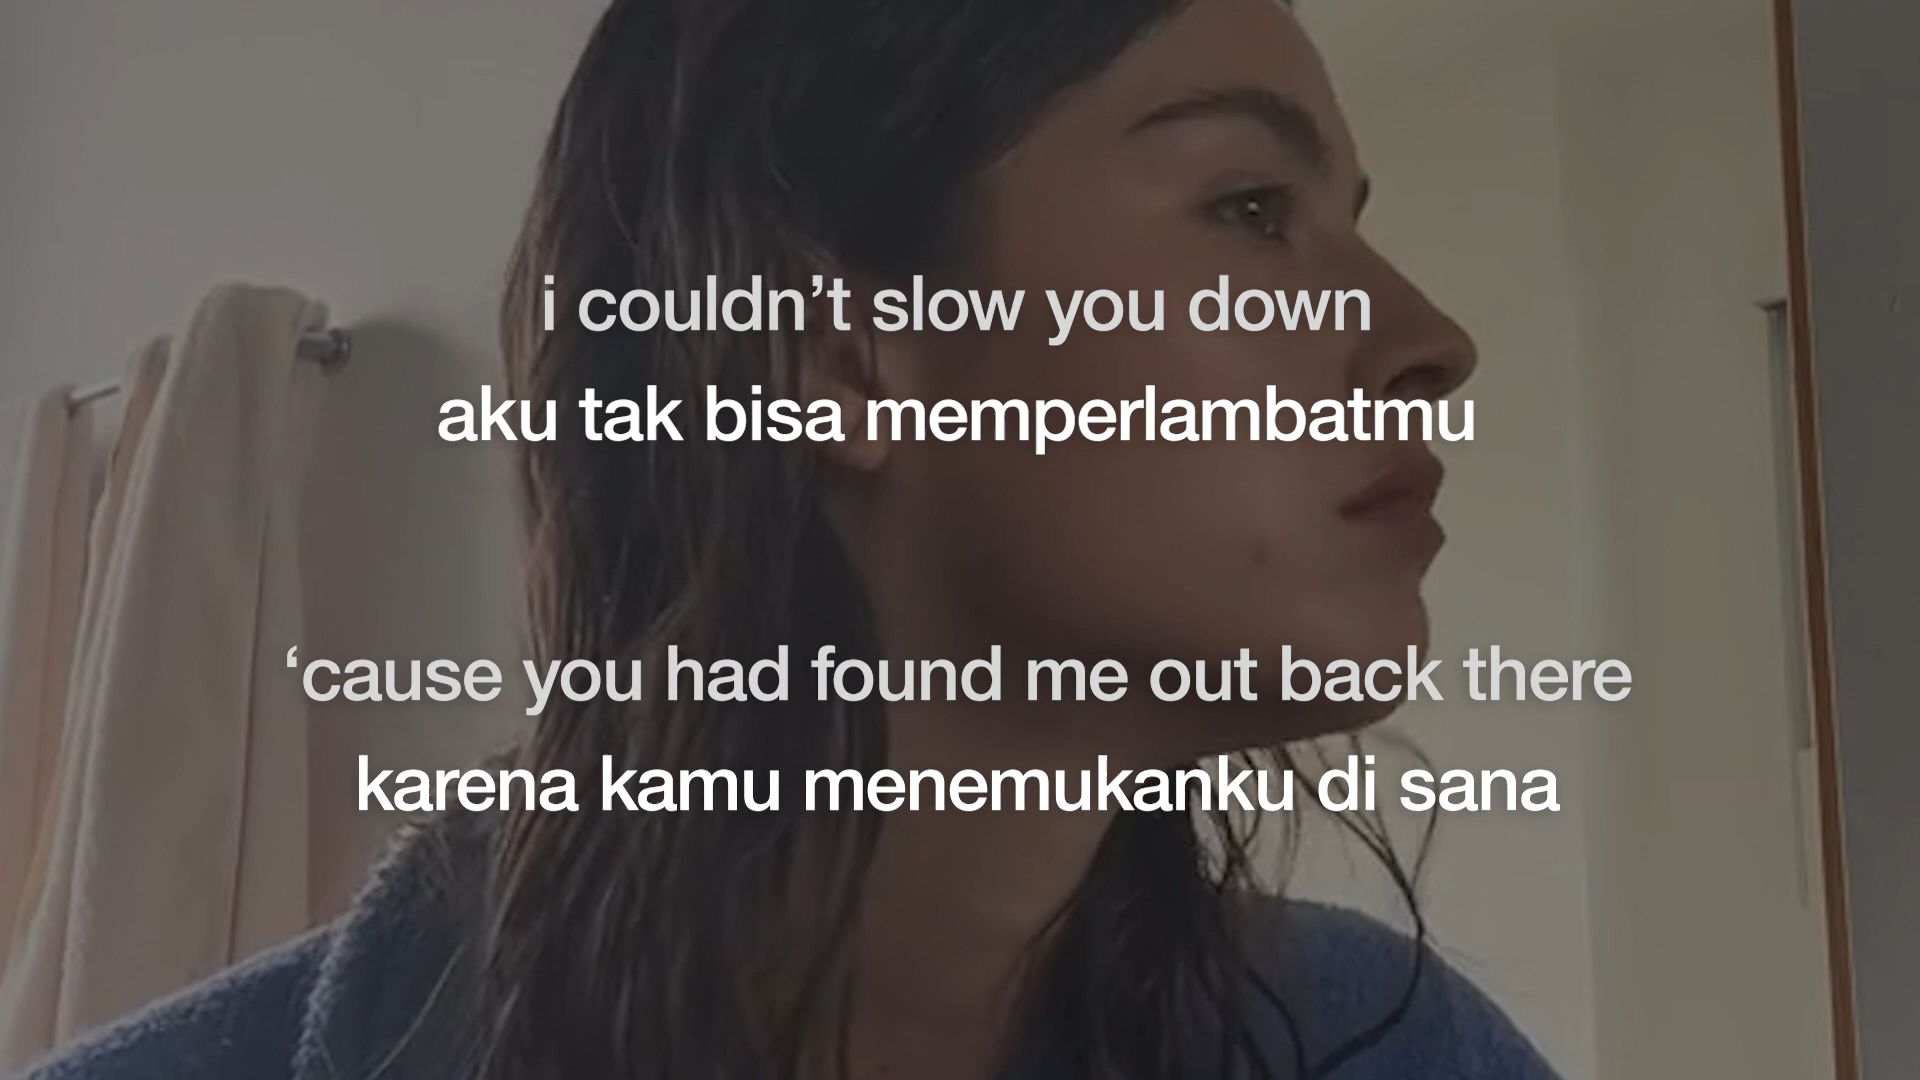 i couldn’t slow you down
aku tak bisa memperlambatmu
‘cause you had found me out back there
karena kamu menemukanku di sana